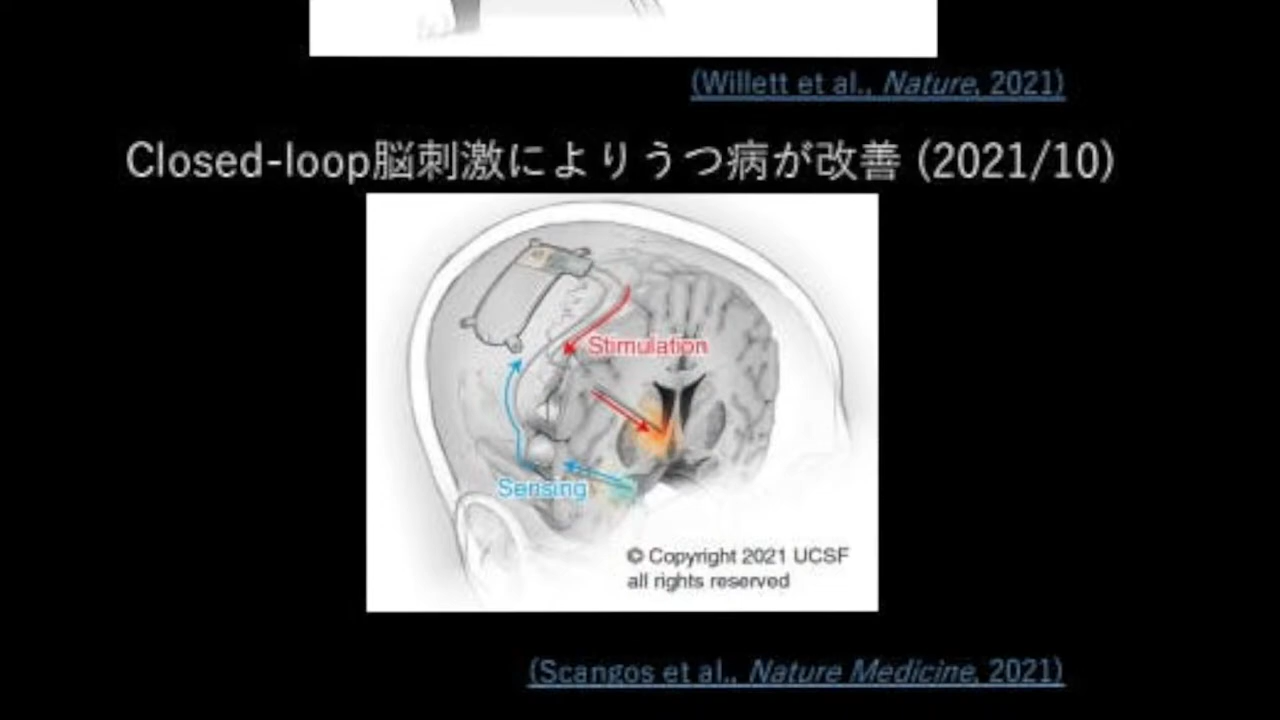 (Willett et al., Nature, 2021)
Closed-loop脳刺激によりうつ病が改善 (2021/10)
Stimulation
Sensing
© Copyright 2021 UCSF
all rights reserved
(Scangos et al., Nature Medicine, 2021)